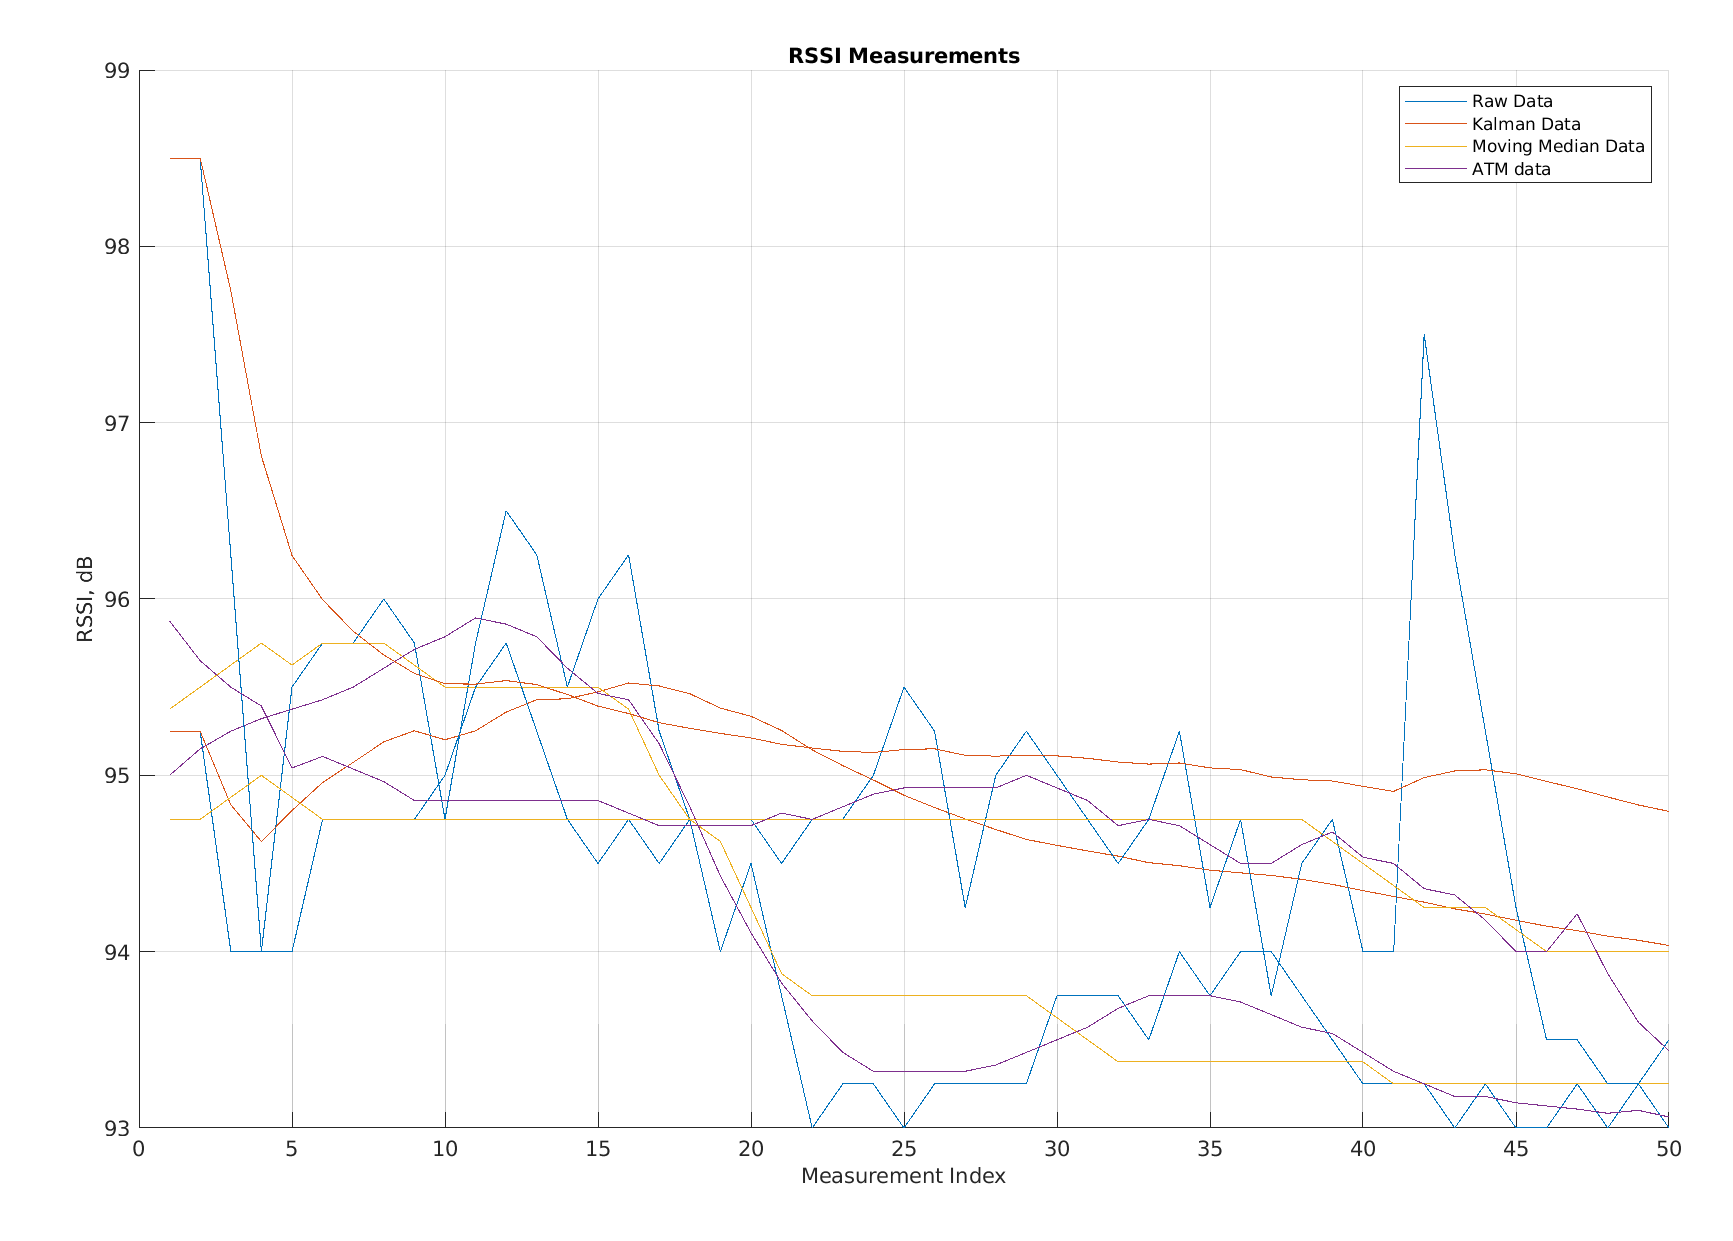 RSSI Measurements
99
98
97
96
95
94
93
RSSI, dB
0 5 10 15 20 25 30 35 40 45 50
Measurement Index
Raw Data
Kalman Data
Moving Median Data
ATM data